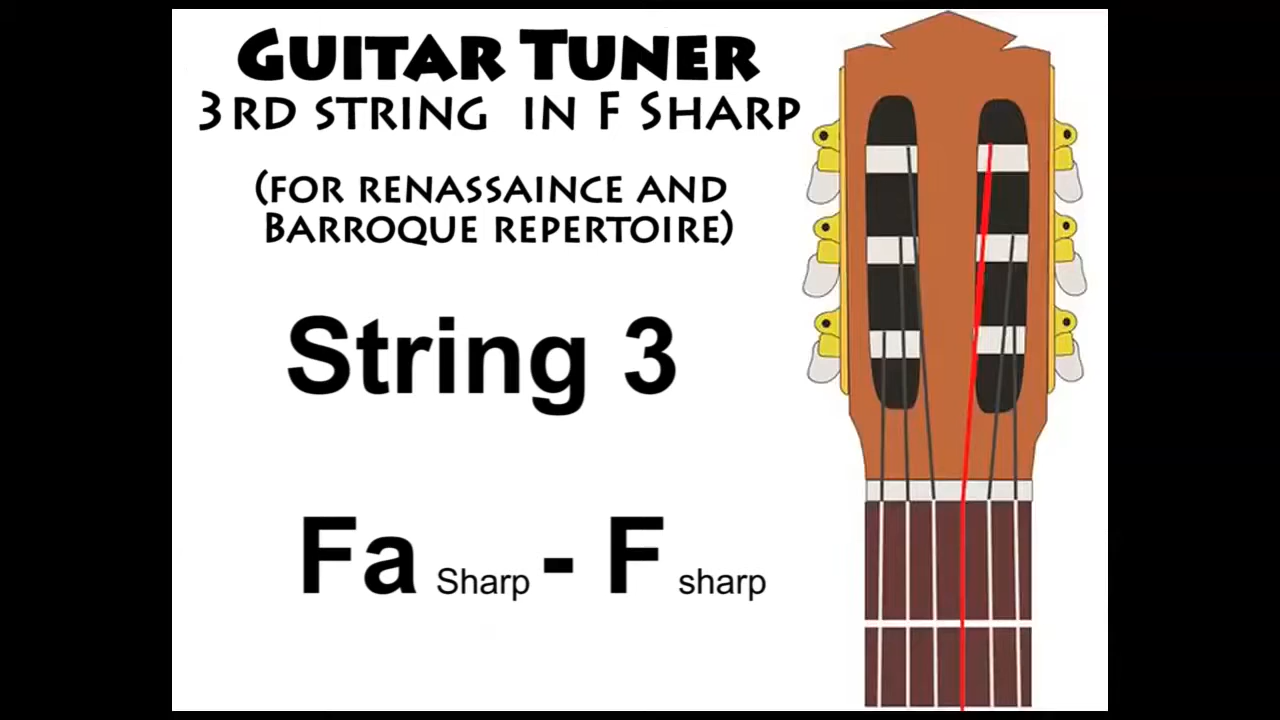 Guitar Tuner
3rd string in F Sharp
(for renassaince and
Barroque repertoire)
String 3
Fa Sharp - F sharp